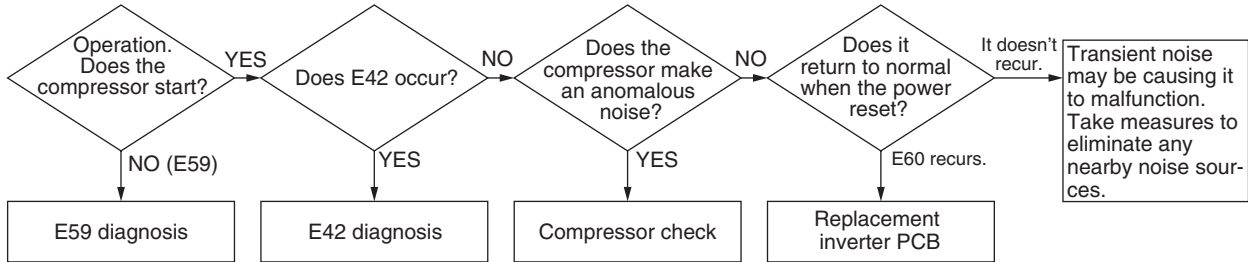 Operation.
Does the
compressor start?
YES
Does E42 occur?
NO
Does the
compressor make
an anomalous
noise?
NO
Does it
return to normal
when the power
reset?
It doesn't
recur.
Transient noise
may be causing it
to malfunction.
Take measures to
eliminate any
nearby noise sour-
ces.
NO (E59)
YES
YES
E60 recurs.
E59 diagnosis
E42 diagnosis
Compressor check
Replacement
inverter PCB